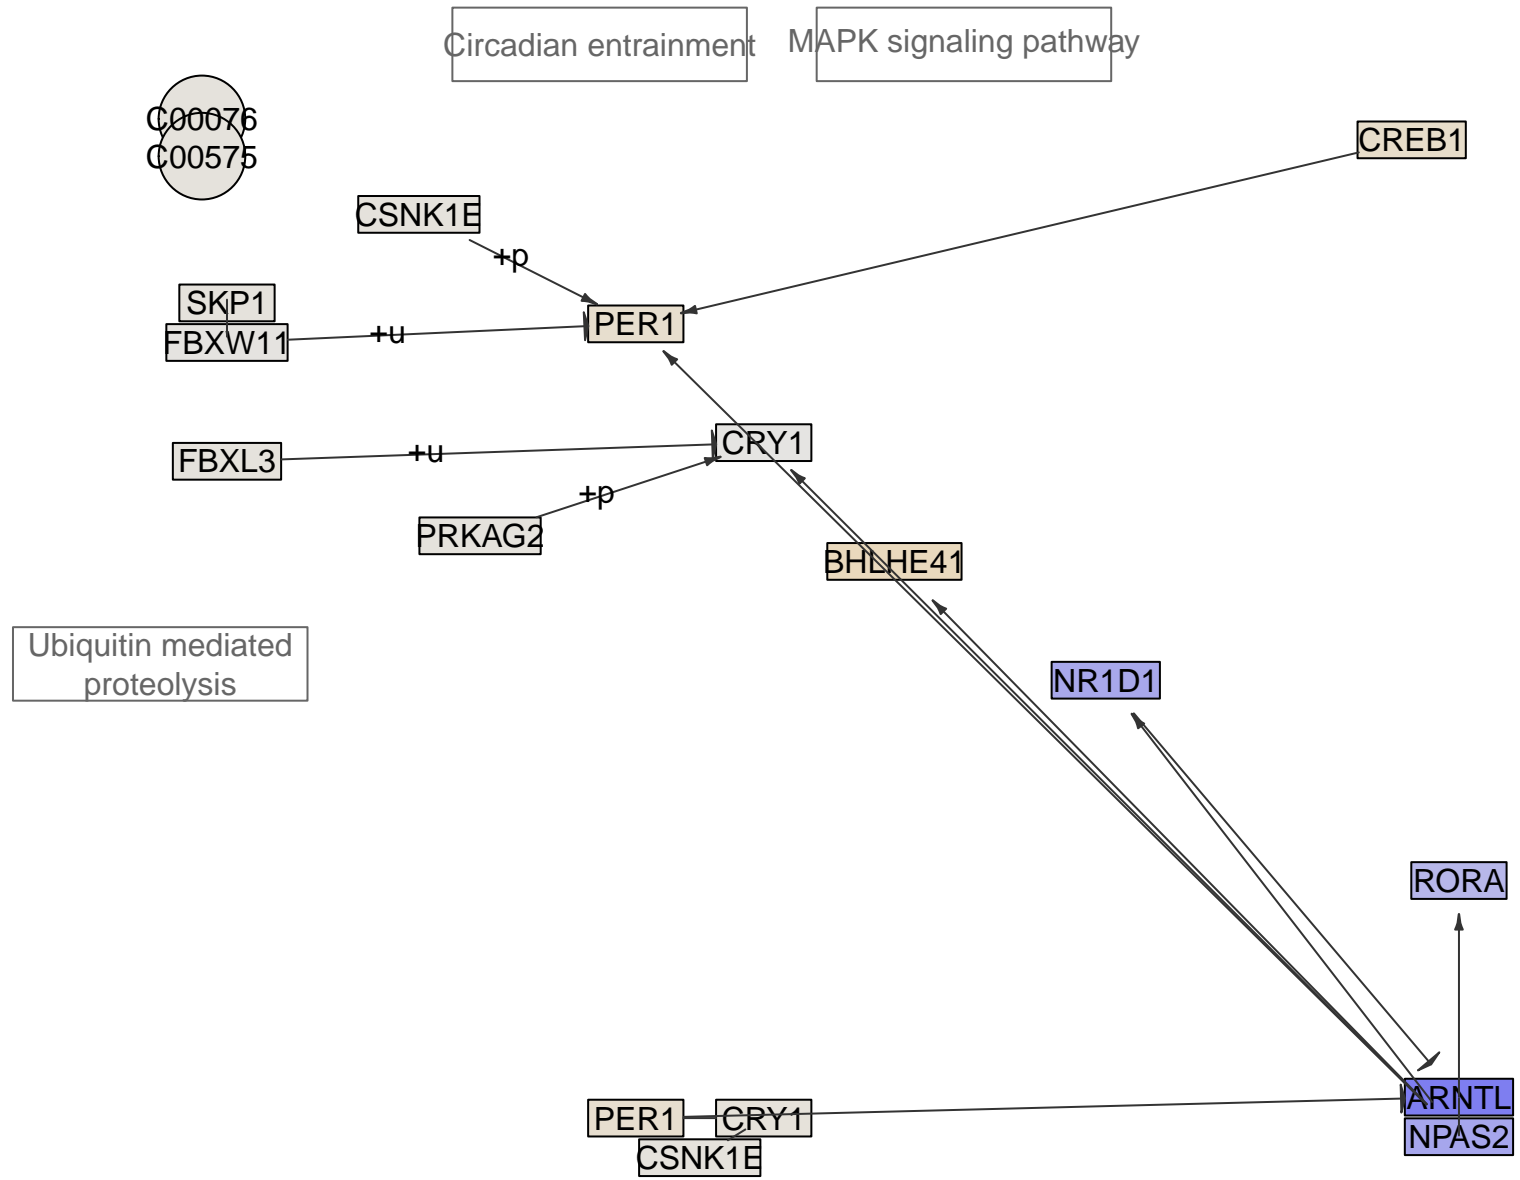 Circadian entrainment
MAPK signaling pathway
C00076
C00575
CREB1
CSNK1E
+p
SKP1
FBXW11
+u
PER1
FBXL3
+u
CRY1
+p
PRKAG2
BHLHE41
Ubiquitin mediated
proteolysis
NR1D1
RORA
ARNTL
NPAS2
PER1
CRY1
CSNK1E